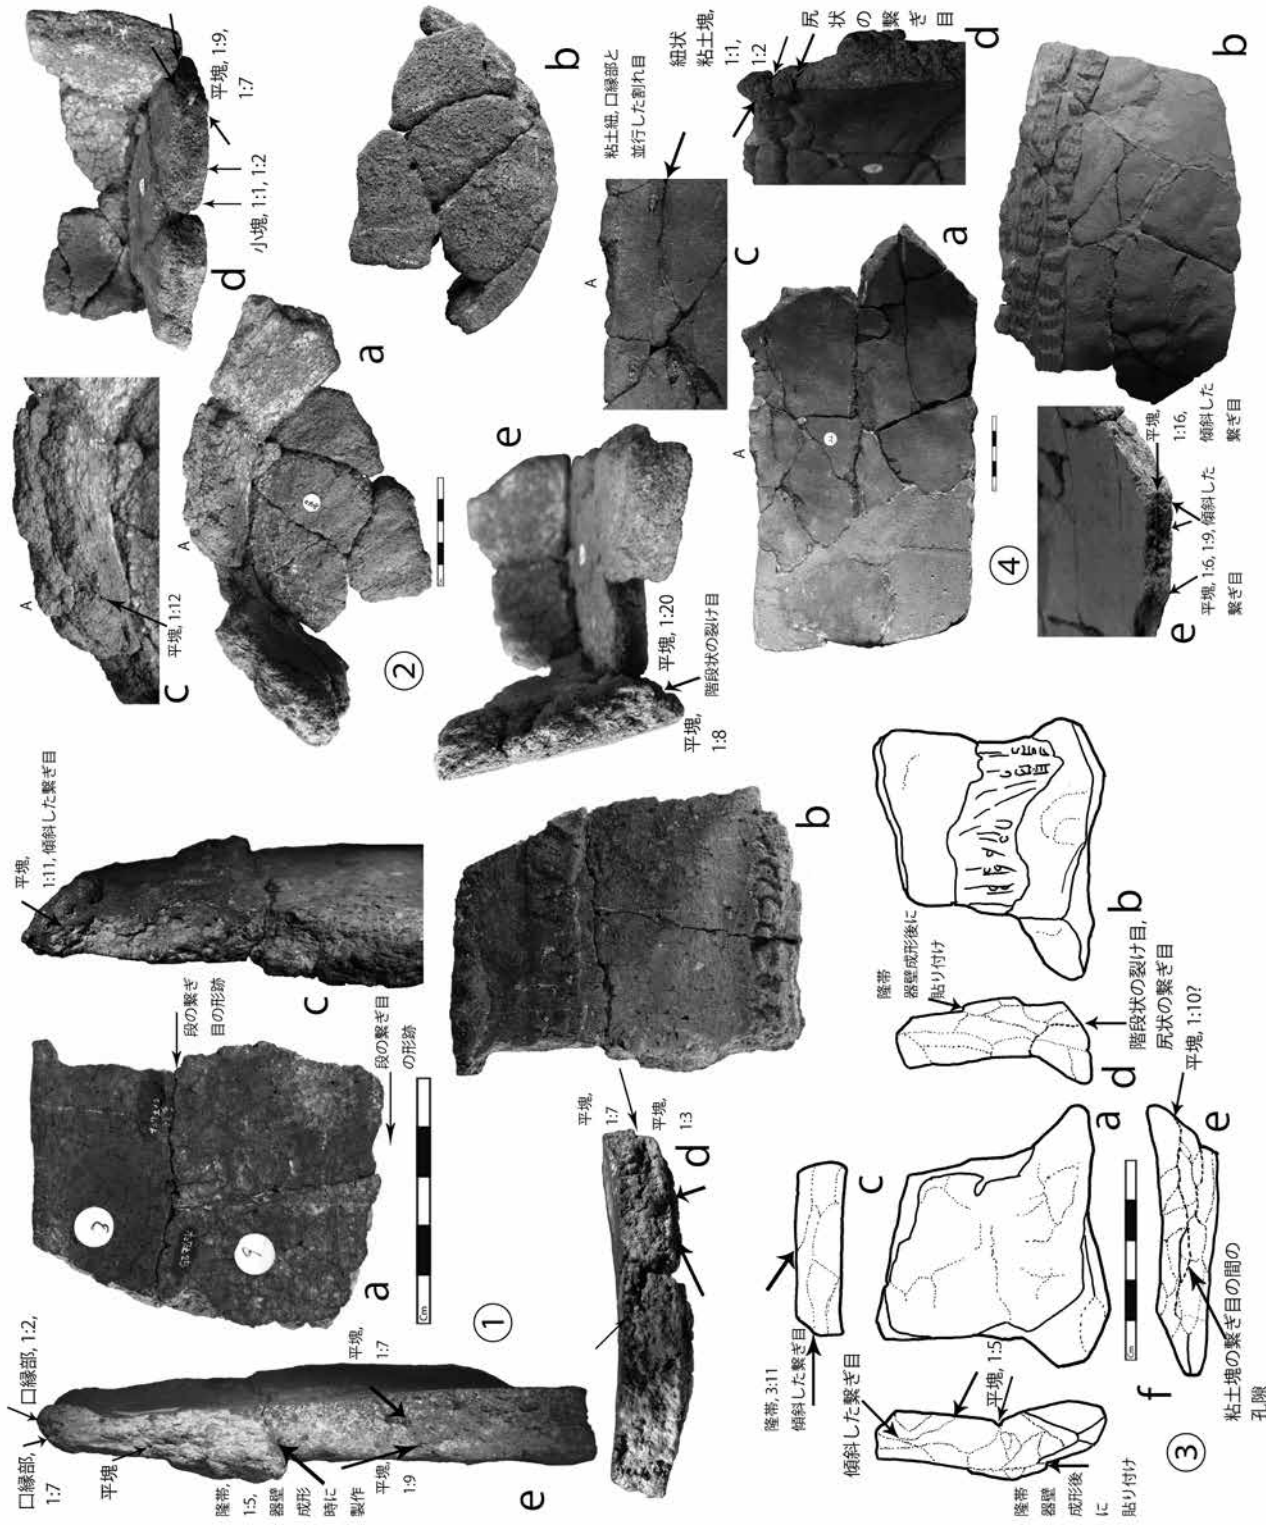 口縁部,
1:7
口縁部, 1:2,
平塊
隆帯,
1:5,
器壁
成形
時に
製作
平塊,
1:9
平塊,
1:7
e
3
9
a
Cm
段の繋ぎ
目の形跡
段の繋ぎ目
の形跡
平塊,
1:11, 傾斜した繋ぎ目
c
①
平塊,
1:7
平塊,
1:3
d
b
A
平塊, 1:12
c
A
a
②
平塊, 1:9,
1:7
小塊, 1:1, 1:2
d
b
e
平塊, 1:20
階段状の裂け目
平塊,
1:8
隆帯, 3:11
傾斜した繋ぎ目
c
傾斜した繋ぎ目
平塊, 1:5
隆帯
器壁
成形後
に
貼り付け
f
③
a
Cm
隆帯
器壁成形後に
貼り付け
階段状の裂け目,
尻状の繋ぎ目
d
b
平塊, 1:10?
e
粘土塊の繋ぎ目の間の
孔隙
粘土紐, 口縁部と
並行した割れ目
A
c
紐状
粘土塊,
1:1,
1:2
尻
状
の
繋
ぎ
目
d
A
a
④
b
平塊, 1:6, 1:9, 傾斜した
繋ぎ目
平塊,
1:16,
傾斜した
繋ぎ目
e